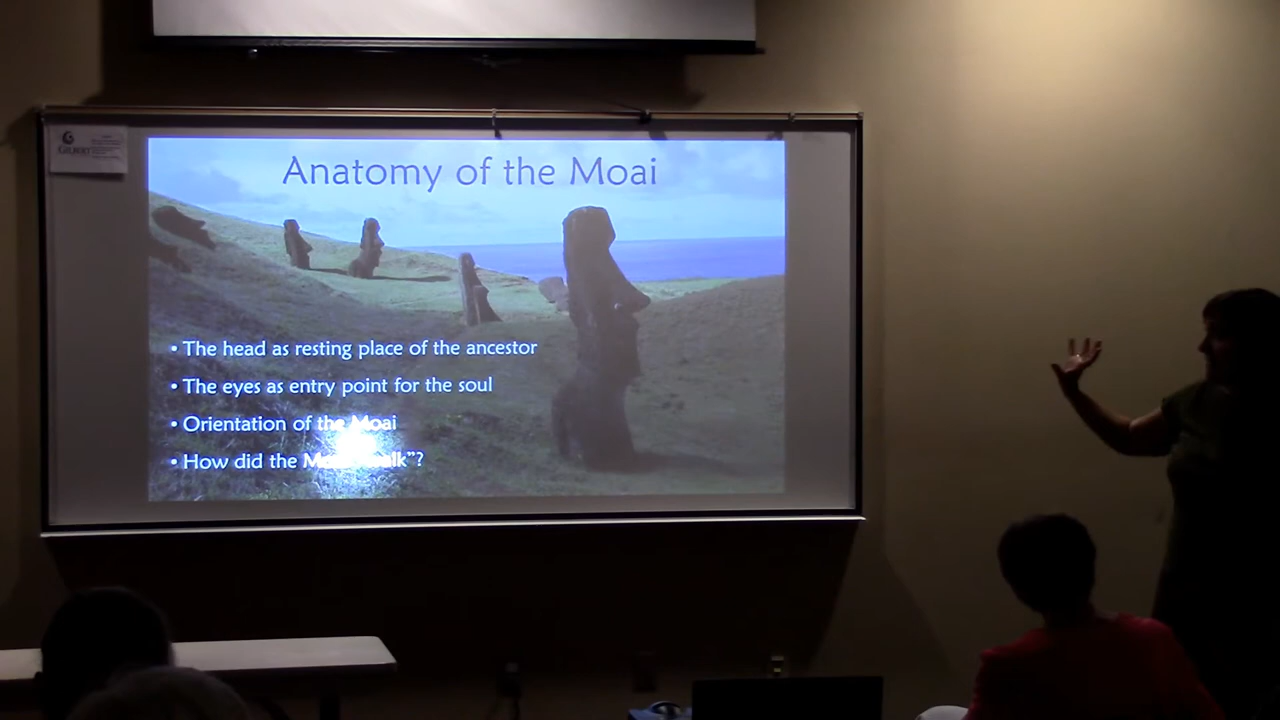 GILBERT
Anatomy of the Moai
• The head as resting place of the ancestor
• The eyes as entry point for the soul
• Orientation of the Moai
• How did the "?